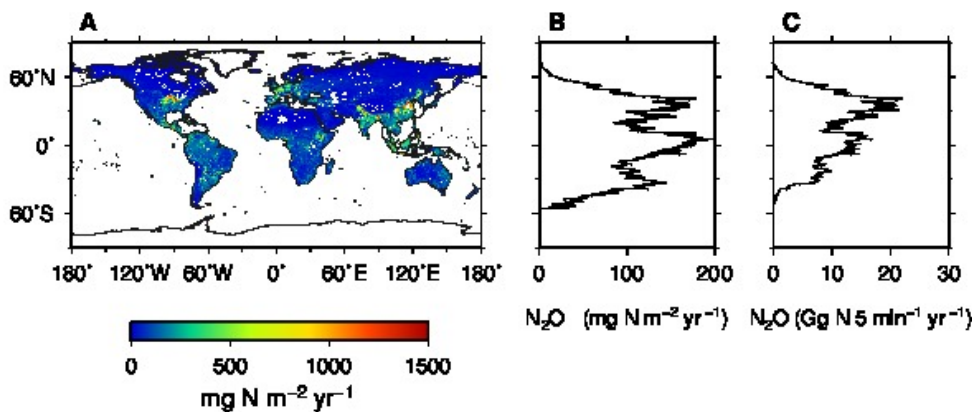 A B C
60˚N
0˚
60˚S
180˚ 120˚W 60˚W 0˚ 60˚E 120˚E 180˚
0 100 200
0 10 20 30
N₂O (mg N m⁻² yr⁻¹)
N₂O (Gg N 5 min⁻¹ yr⁻¹)
0 500 1000 1500
mg N m⁻² yr⁻¹